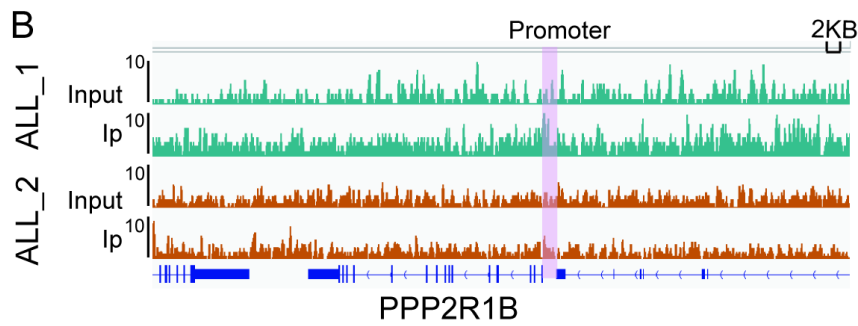 B
Promoter
2KB
ALL_1
10
Input
10
Ip
ALL_2
10
Input
10
Ip
PPP2R1B